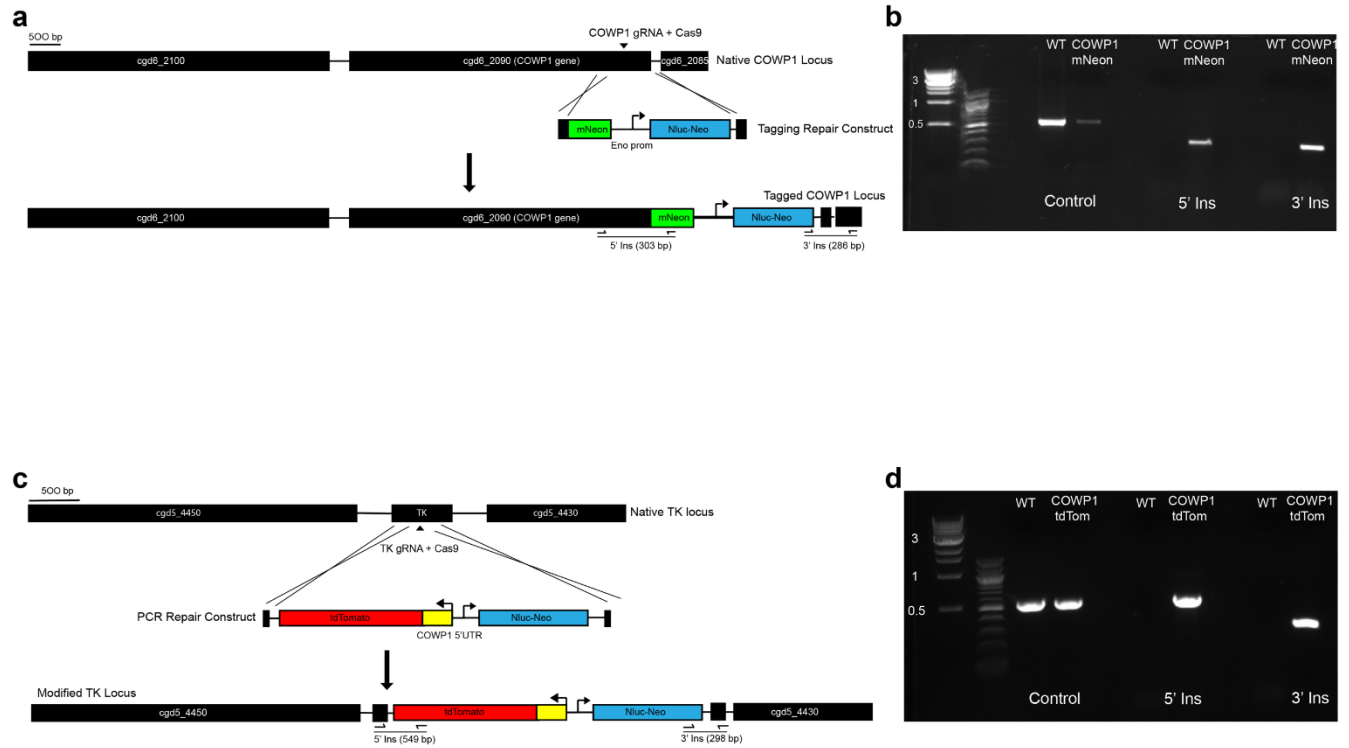 a
500 bp
COWP1 gRNA + Cas9
cgd6_2100
cgd6_2090 (COWP1 gene)
cgd6_2085
Native COWP1 Locus
mNeon
Nluc-Neo
Tagging Repair Construct
Eno prom
Tagged COWP1 Locus
cgd6_2100
cgd6_2090 (COWP1 gene)
mNeon
Nluc-Neo
5' Ins (303 bp)
3' Ins (286 bp)
b
WT COWP1 mNeon
WT COWP1 mNeon
WT COWP1 mNeon
3
1
0.5
Control
5' Ins
3' Ins
c
500 bp
cgd5_4450
TK
cgd5_4430
Native TK locus
TK gRNA + Cas9
PCR Repair Construct
tdTomato
Nluc-Neo
COWP1 5'UTR
Modified TK Locus
cgd5_4450
tdTomato
Nluc-Neo
cgd5_4430
5' Ins (549 bp)
3' Ins (298 bp)
d
WT COWP1 tdTom
WT COWP1 tdTom
WT COWP1 tdTom
3
1
0.5
Control
5' Ins
3' Ins